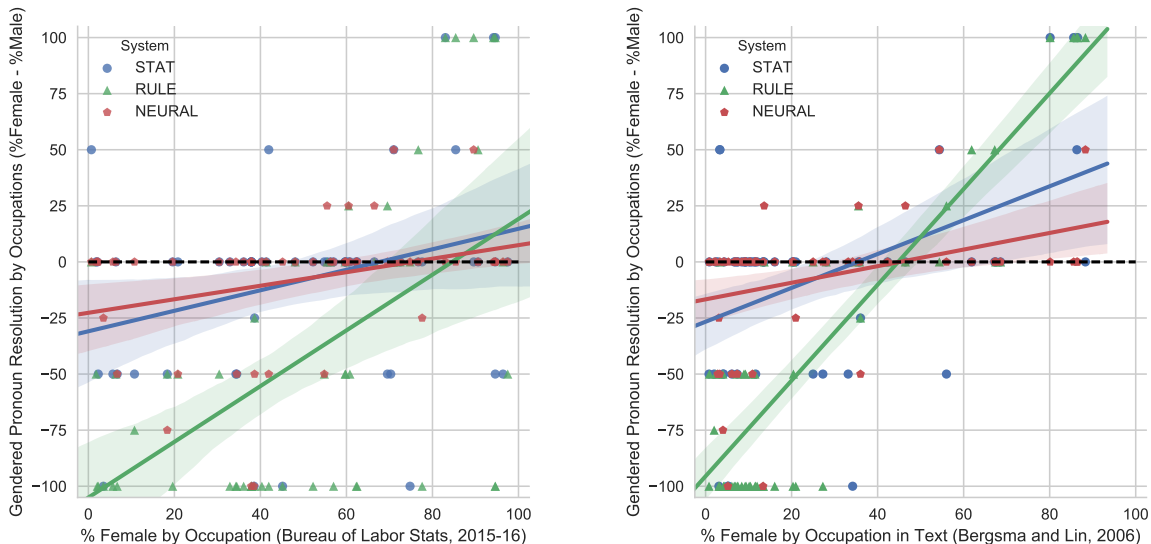 Gendered Pronoun Resolution by Occupations (%Female - %Male)
100
75
50
25
0
−25
−50
−75
−100
System
STAT
RULE
NEURAL
0 20 40 60 80 100
% Female by Occupation (Bureau of Labor Stats, 2015-16)
Gendered Pronoun Resolution by Occupations (%Female - %Male)
100
75
50
25
0
−25
−50
−75
−100
System
STAT
RULE
NEURAL
0 20 40 60 80 100
% Female by Occupation in Text (Bergsma and Lin, 2006)